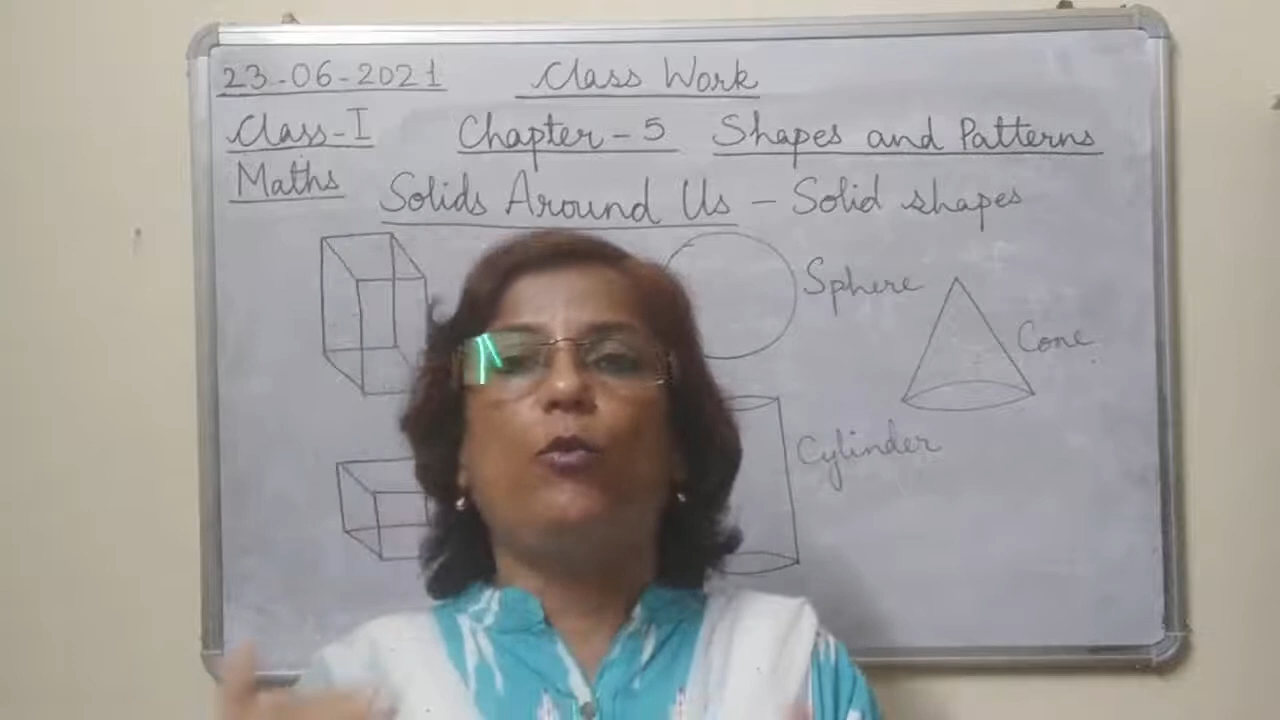 23-06-2021 Class Work
Class-I Chapter-5 Shapes and Patterns
Maths
Solids Around Us - Solid shapes
Sphere
Cone
Cylinder